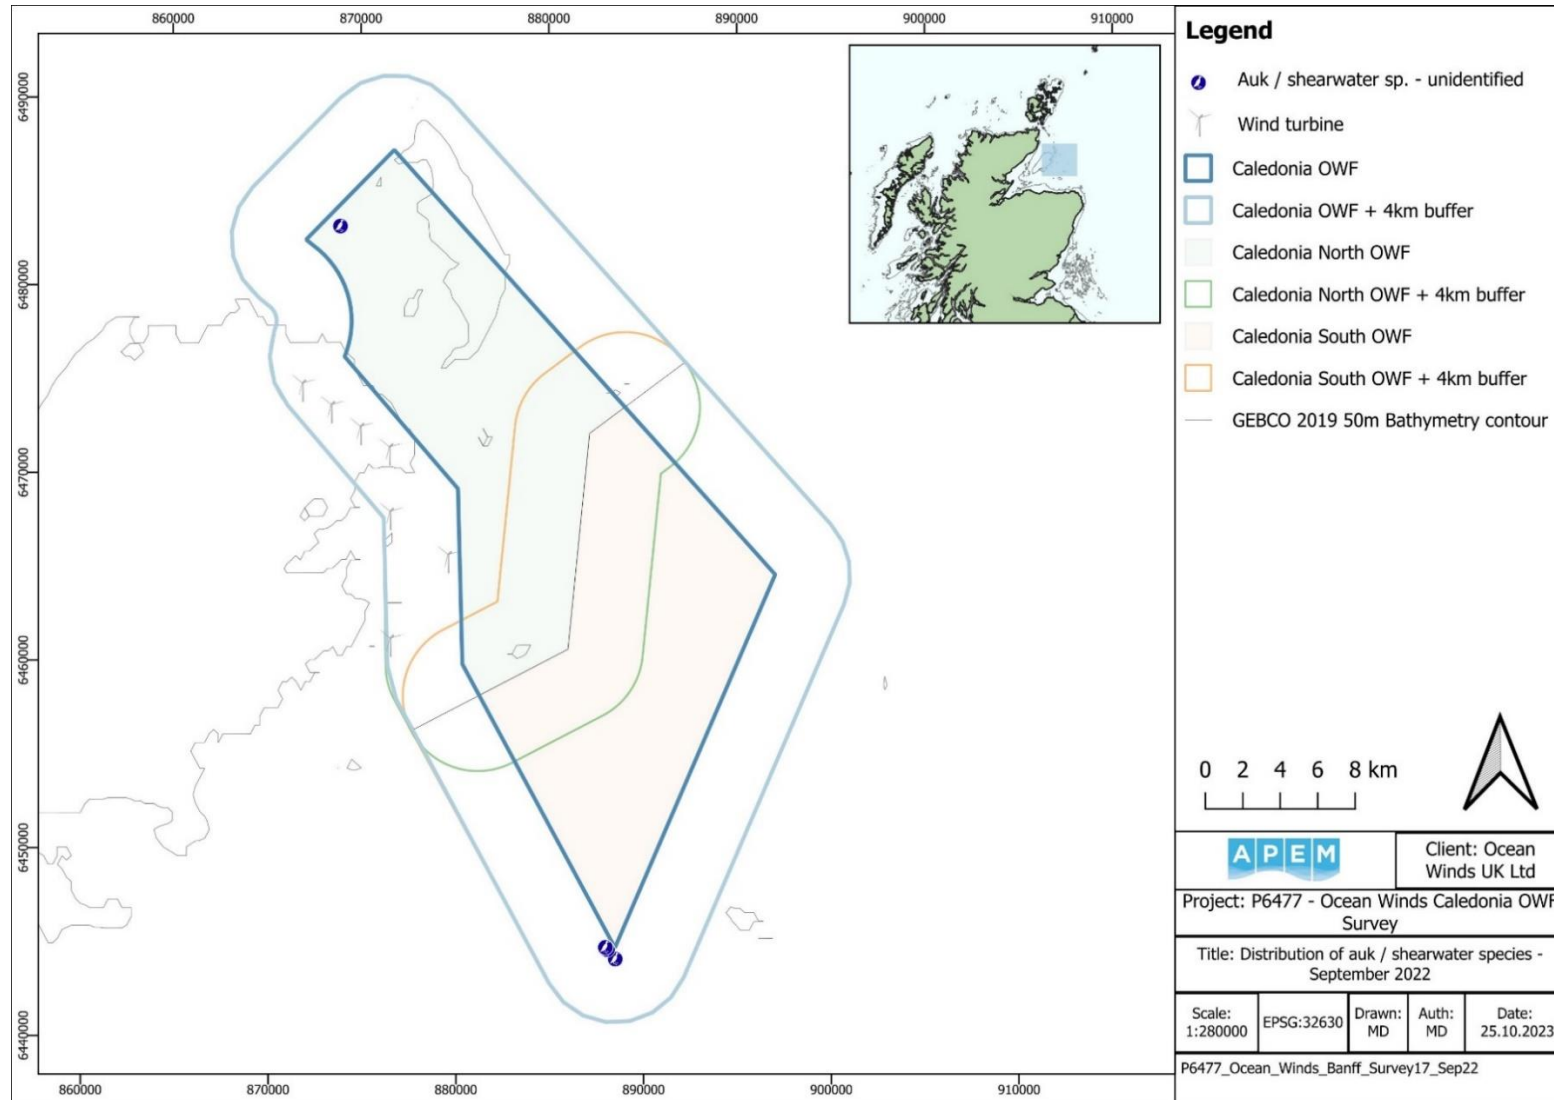 860000 870000 880000 890000 900000 910000
6490000
6480000
6470000
6460000
6450000
6440000
860000 870000 880000 890000 900000 910000
Legend
Auk / shearwater sp. - unidentified
Wind turbine
Caledonia OWF
Caledonia OWF + 4km buffer
Caledonia North OWF
Caledonia North OWF + 4km buffer
Caledonia South OWF
Caledonia South OWF + 4km buffer
GEBCO 2019 50m Bathymetry contour
0 2 4 6 8 km
APEM
Client: Ocean
Winds UK Ltd
Project: P6477 - Ocean Winds Caledonia OWF
Survey
Title: Distribution of auk / shearwater species -
September 2022
Scale:
1:280000
EPSG:32630
Drawn:
MD
Auth:
MD
Date:
25.10.2023
P6477_Ocean_Winds_Banff_Survey17_Sep22